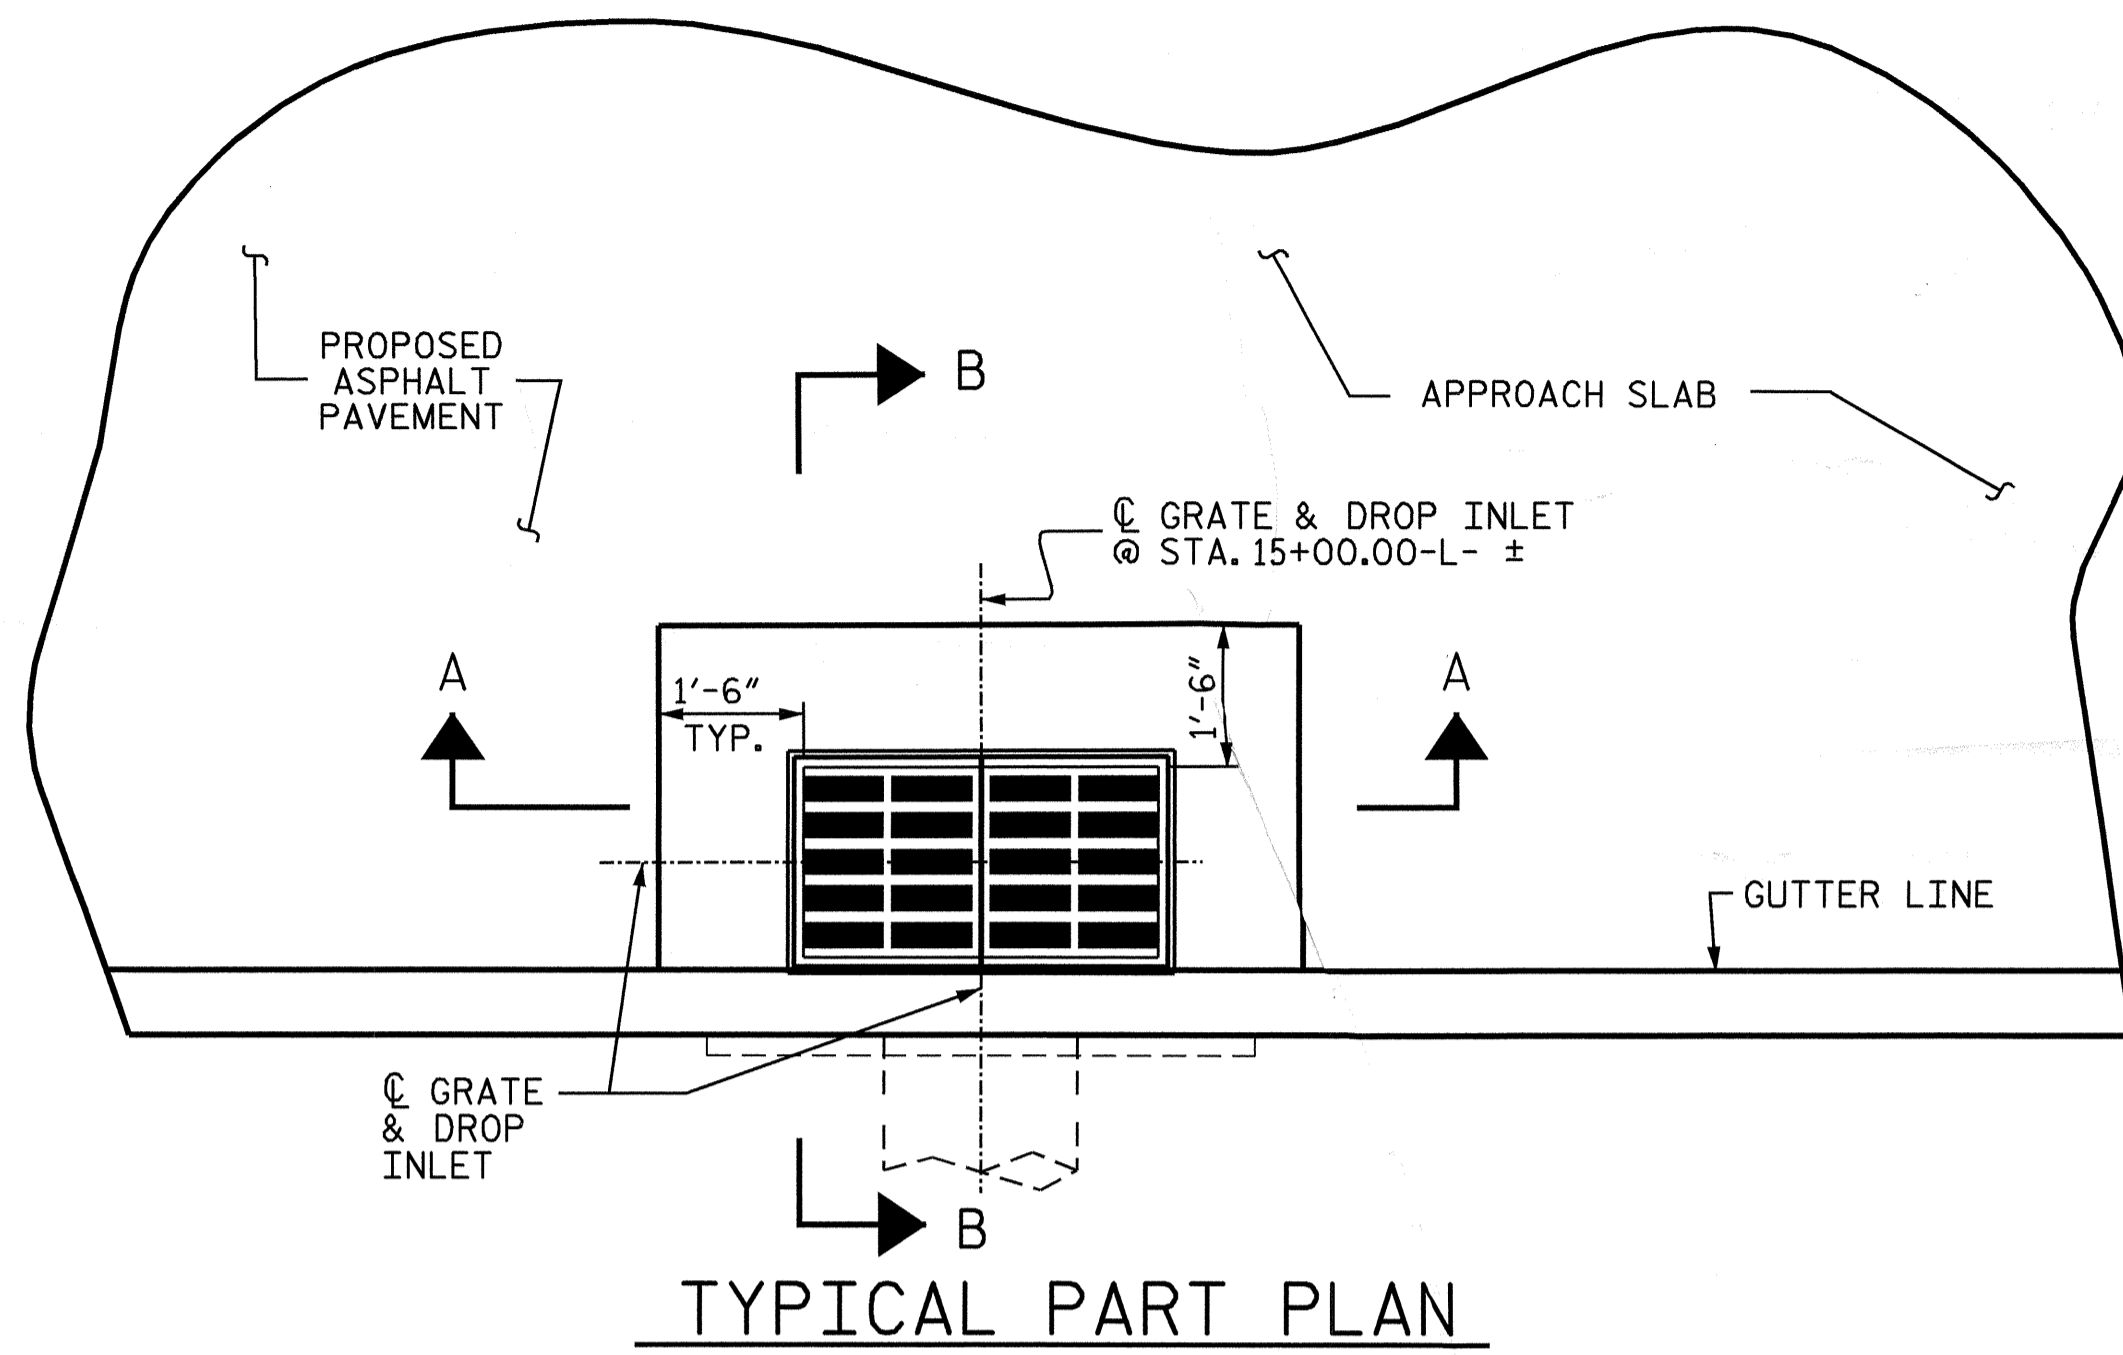 PROPOSED
ASPHALT
PAVEMENT
B
APPROACH SLAB
℄ GRATE & DROP INLET
@ STA. 15+00.00-L- ±
A
A
1'-6"
TYP.
1'-6"
GUTTER LINE
℄ GRATE
& DROP
INLET
B
TYPICAL PART PLAN